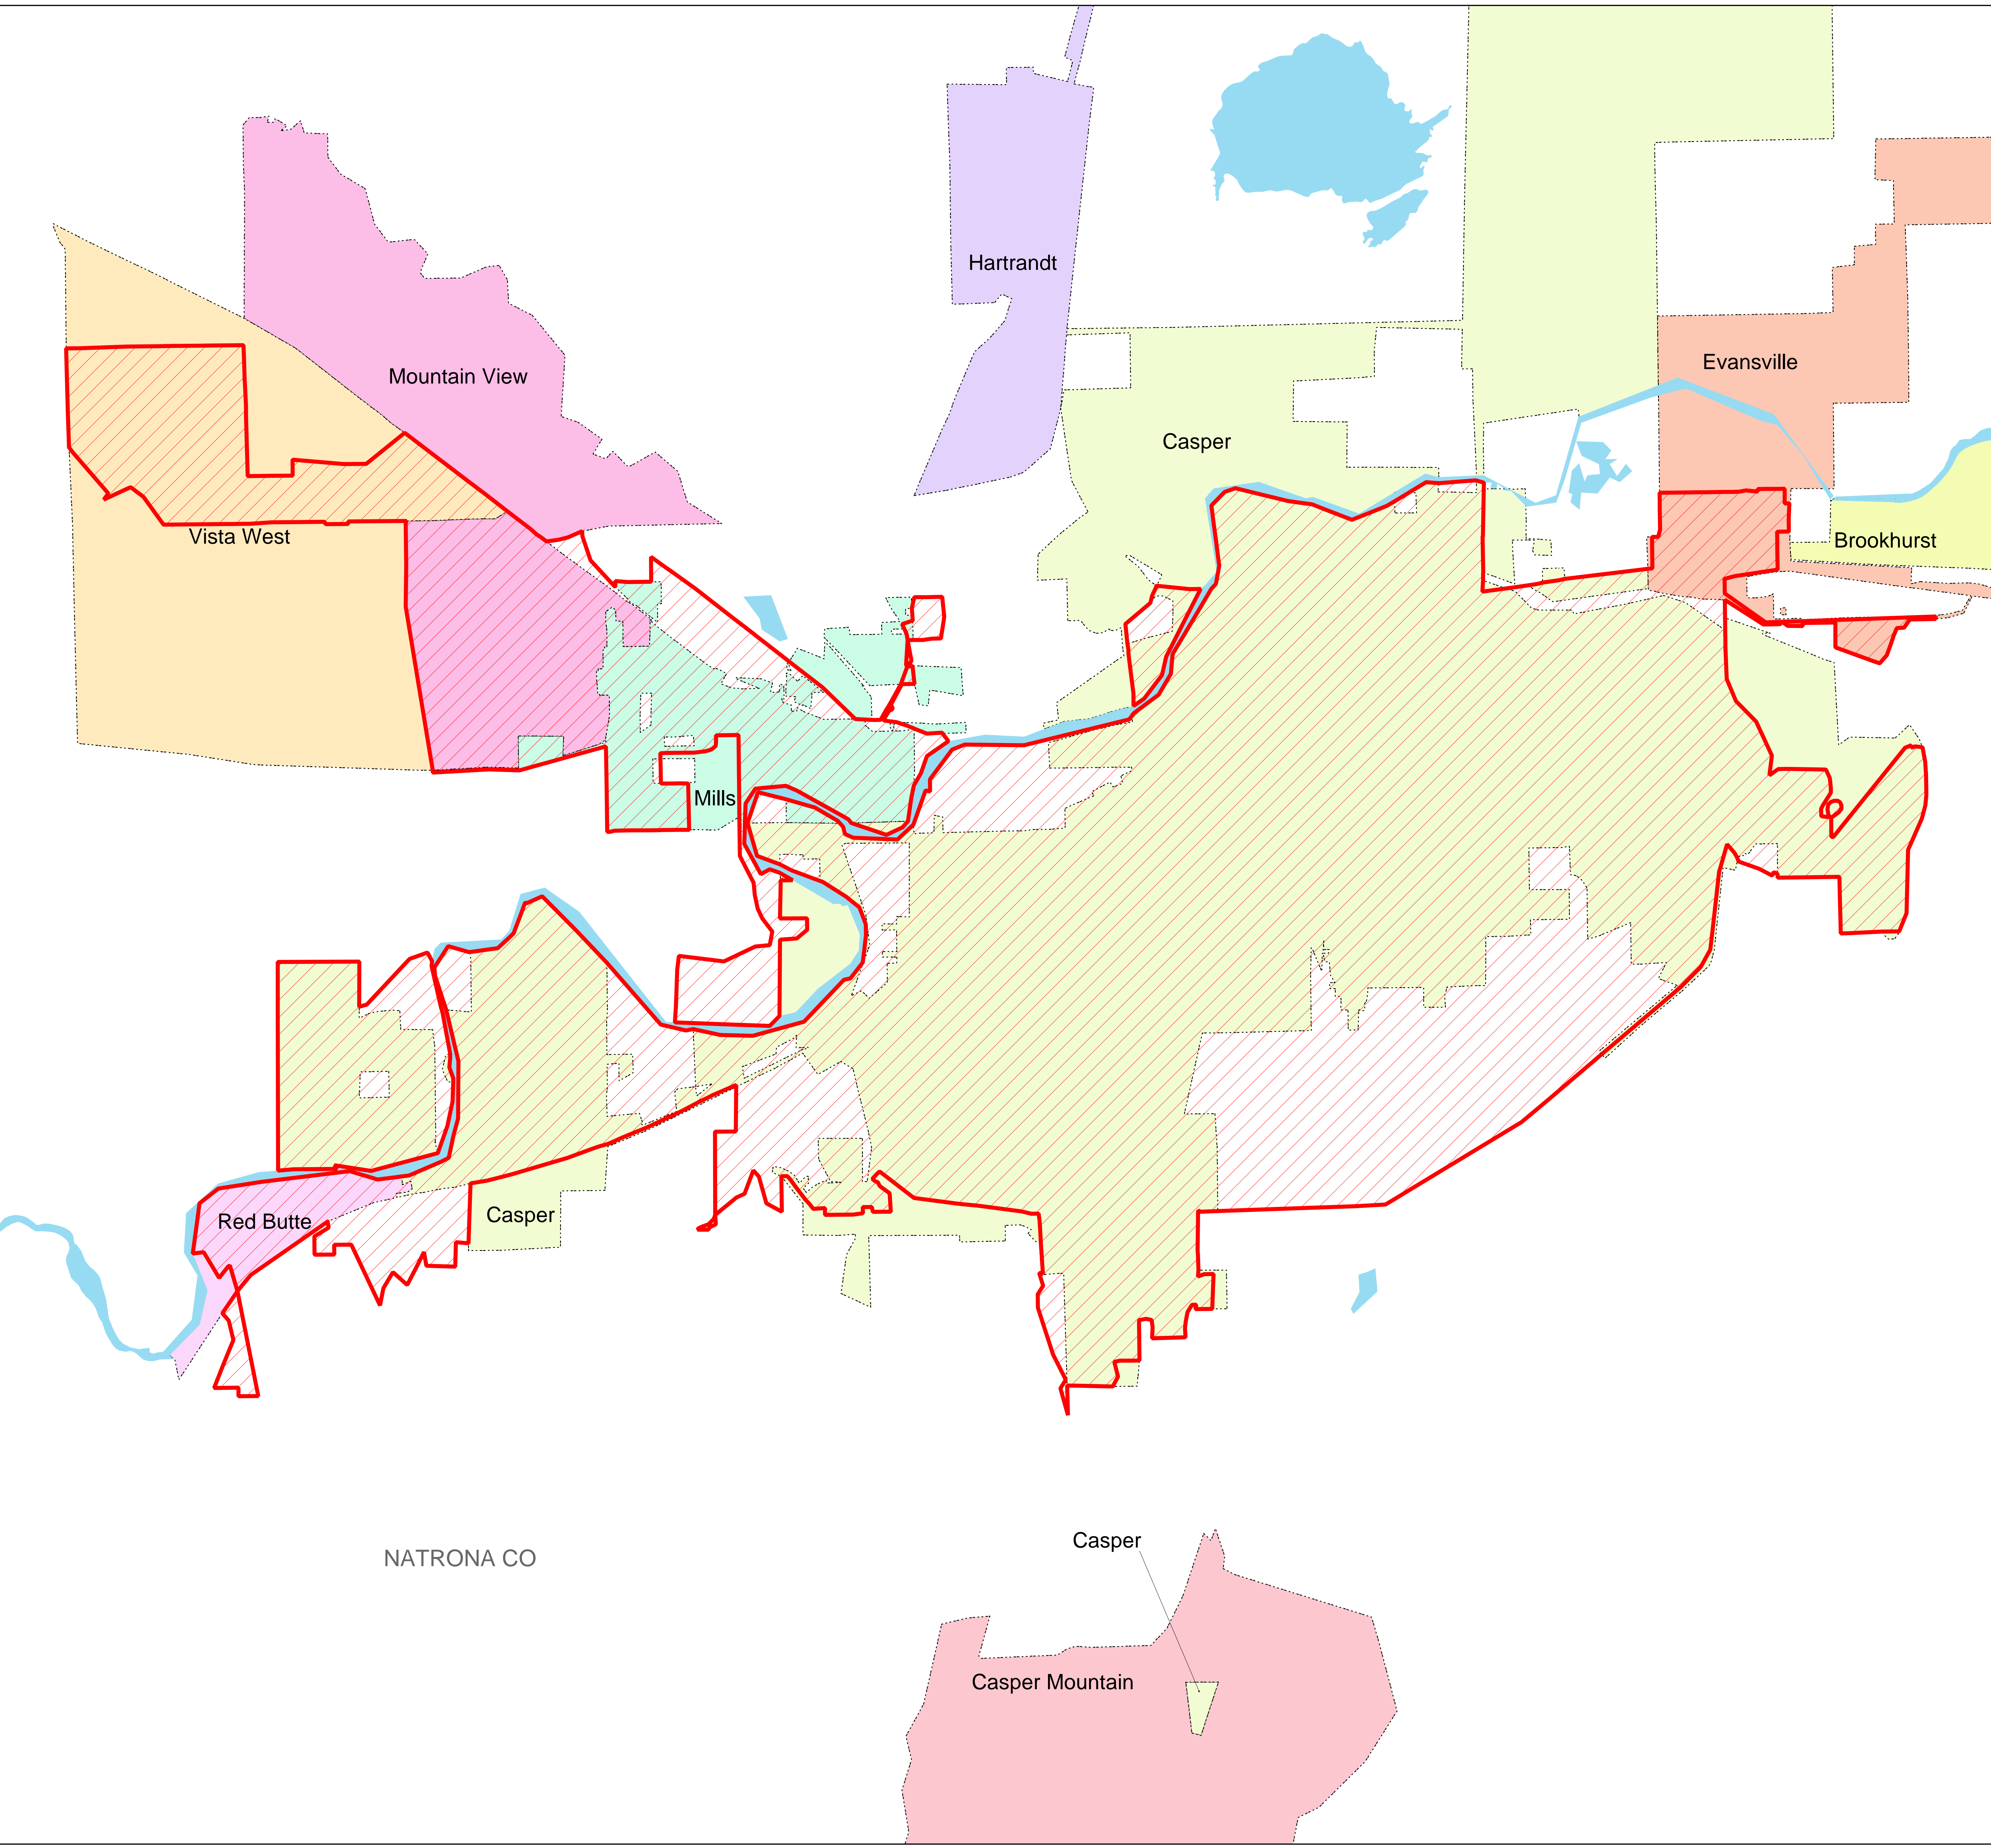 Hartrandt
Evansville
Mountain View
Casper
Vista West
Brookhurst
Mills
Red Butte
Casper
NATRONA CO
Casper
Casper Mountain